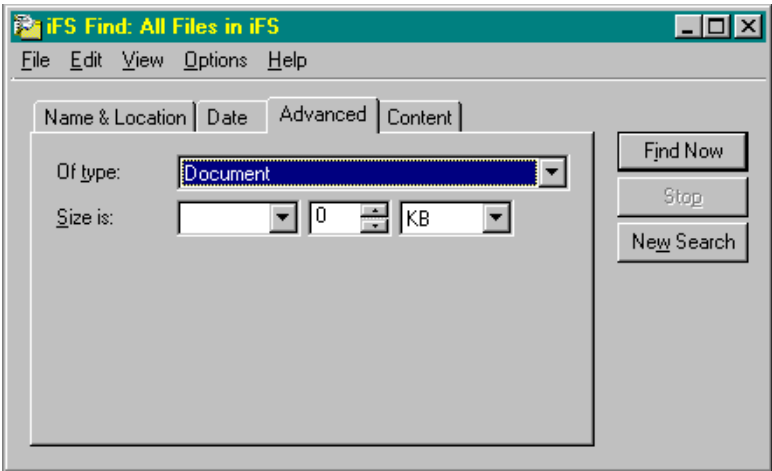 iFS Find: All Files in iFS
File Edit View Options Help
Name & Location Date Advanced Content
Of type: Document
Size is: 0 KB
Find Now
Stop
New Search